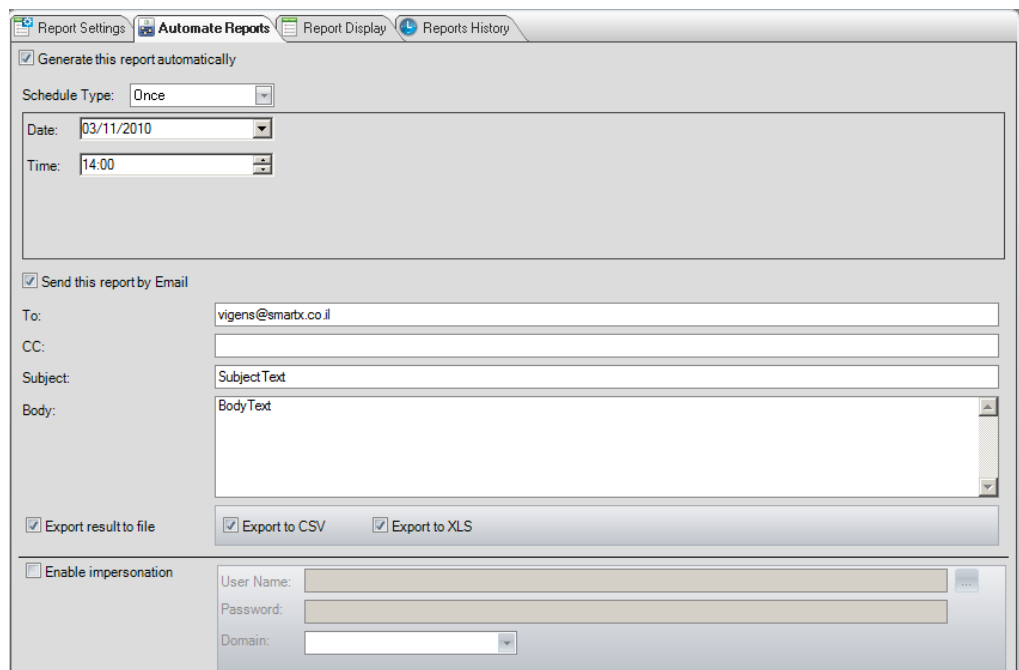 Report Settings Automate Reports Report Display Reports History
Generate this report automatically
Schedule Type: Once
Date: 03/11/2010
Time: 14:00
Send this report by Email
To: vigens@smartx.co.il
CC:
Subject: SubjectText
Body: BodyText
Export result to file Export to CSV Export to XLS
Enable impersonation
User Name: ...
Password:
Domain: